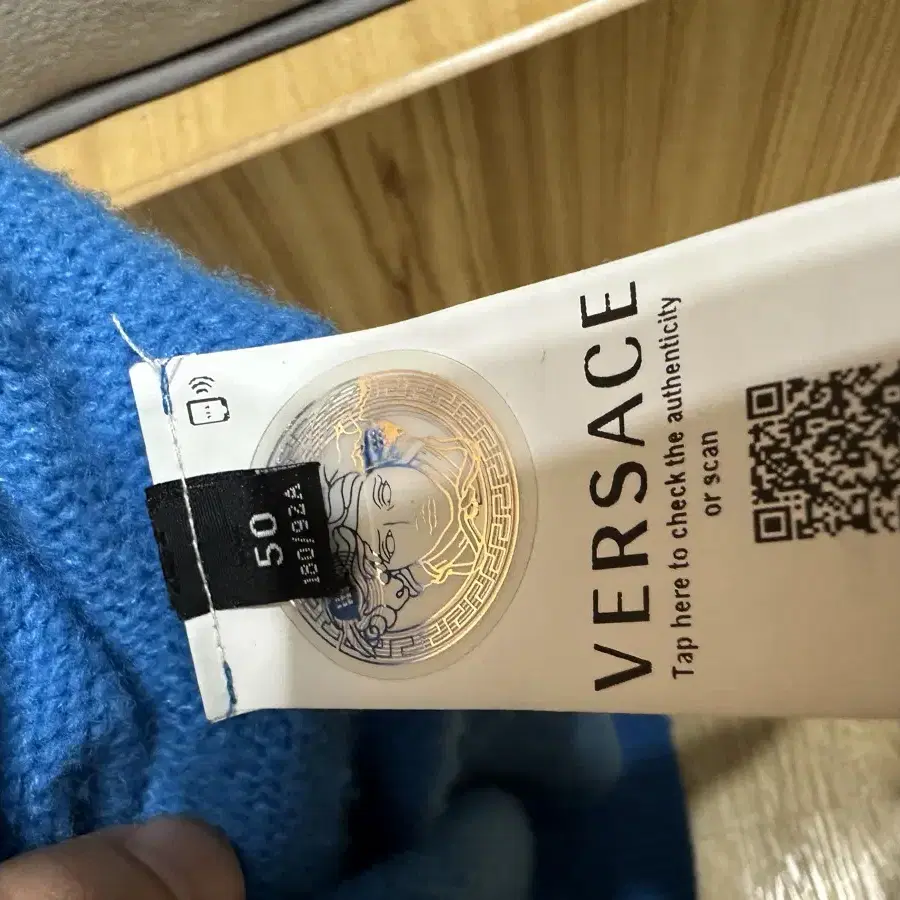 VERSACE
Tap here to check the authenticity
or scan
50
180/92A